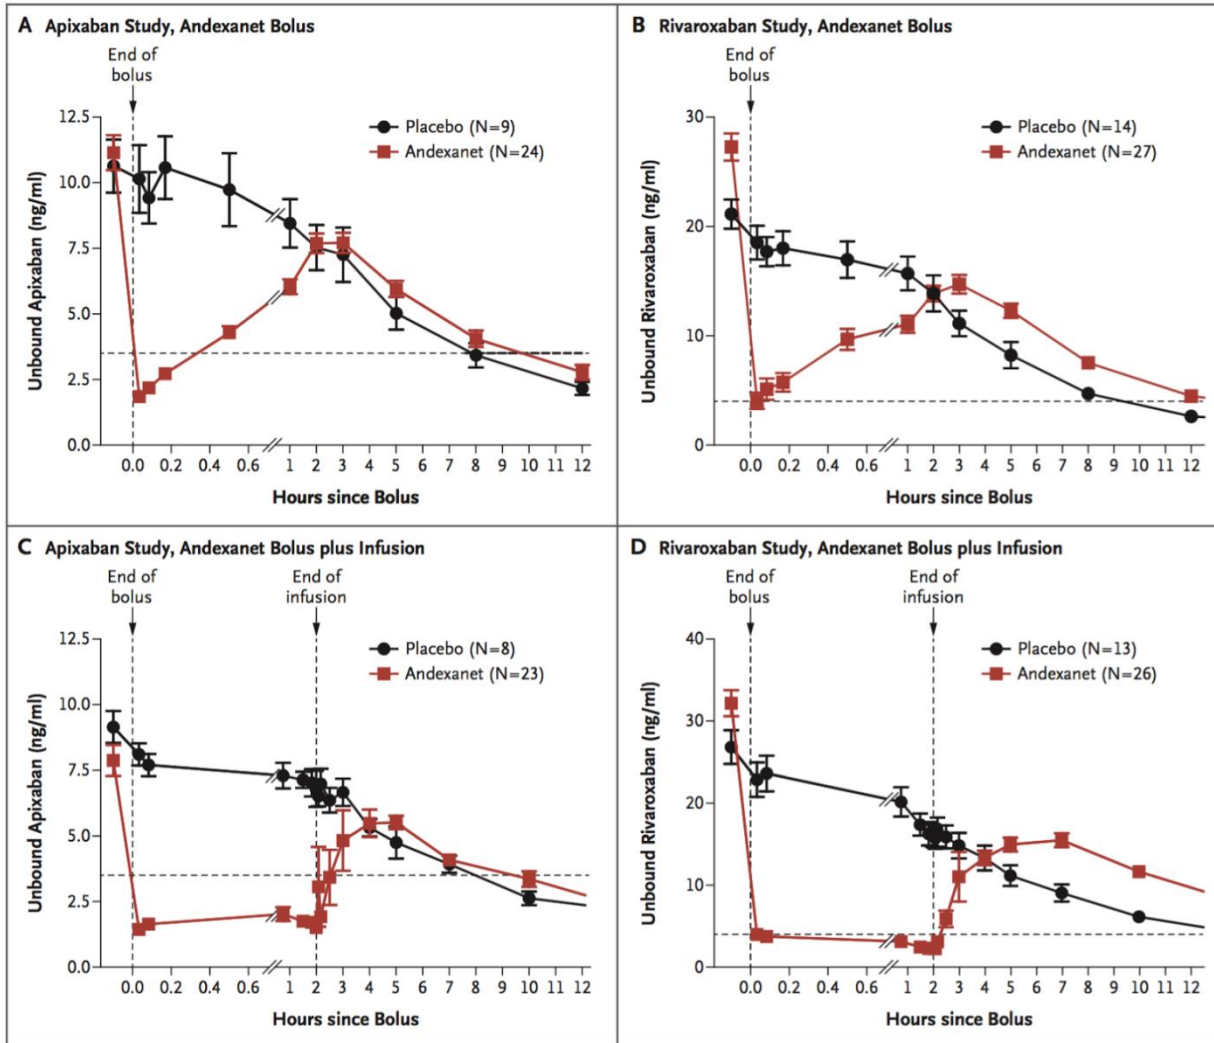 A Apixaban Study, Andexanet Bolus
End of
bolus
Unbound Apixaban (ng/ml)
12.5
10.0
7.5
5.0
2.5
0.0
Placebo (N=9)
Andexanet (N=24)
0.0 0.2 0.4 0.6 1 2 3 4 5 6 7 8 9 10 11 12
Hours since Bolus
B Rivaroxaban Study, Andexanet Bolus
End of
bolus
Unbound Rivaroxaban (ng/ml)
30
20
10
0
Placebo (N=14)
Andexanet (N=27)
0.0 0.2 0.4 0.6 1 2 3 4 5 6 7 8 9 10 11 12
Hours since Bolus
C Apixaban Study, Andexanet Bolus plus Infusion
End of
bolus
End of
infusion
Unbound Apixaban (ng/ml)
12.5
10.0
7.5
5.0
2.5
0.0
Placebo (N=8)
Andexanet (N=23)
0.0 0.2 0.4 0.6 1 2 3 4 5 6 7 8 9 10 11 12
Hours since Bolus
D Rivaroxaban Study, Andexanet Bolus plus Infusion
End of
bolus
End of
infusion
Unbound Rivaroxaban (ng/ml)
40
30
20
10
0
Placebo (N=13)
Andexanet (N=26)
0.0 0.2 0.4 0.6 1 2 3 4 5 6 7 8 9 10 11 12
Hours since Bolus